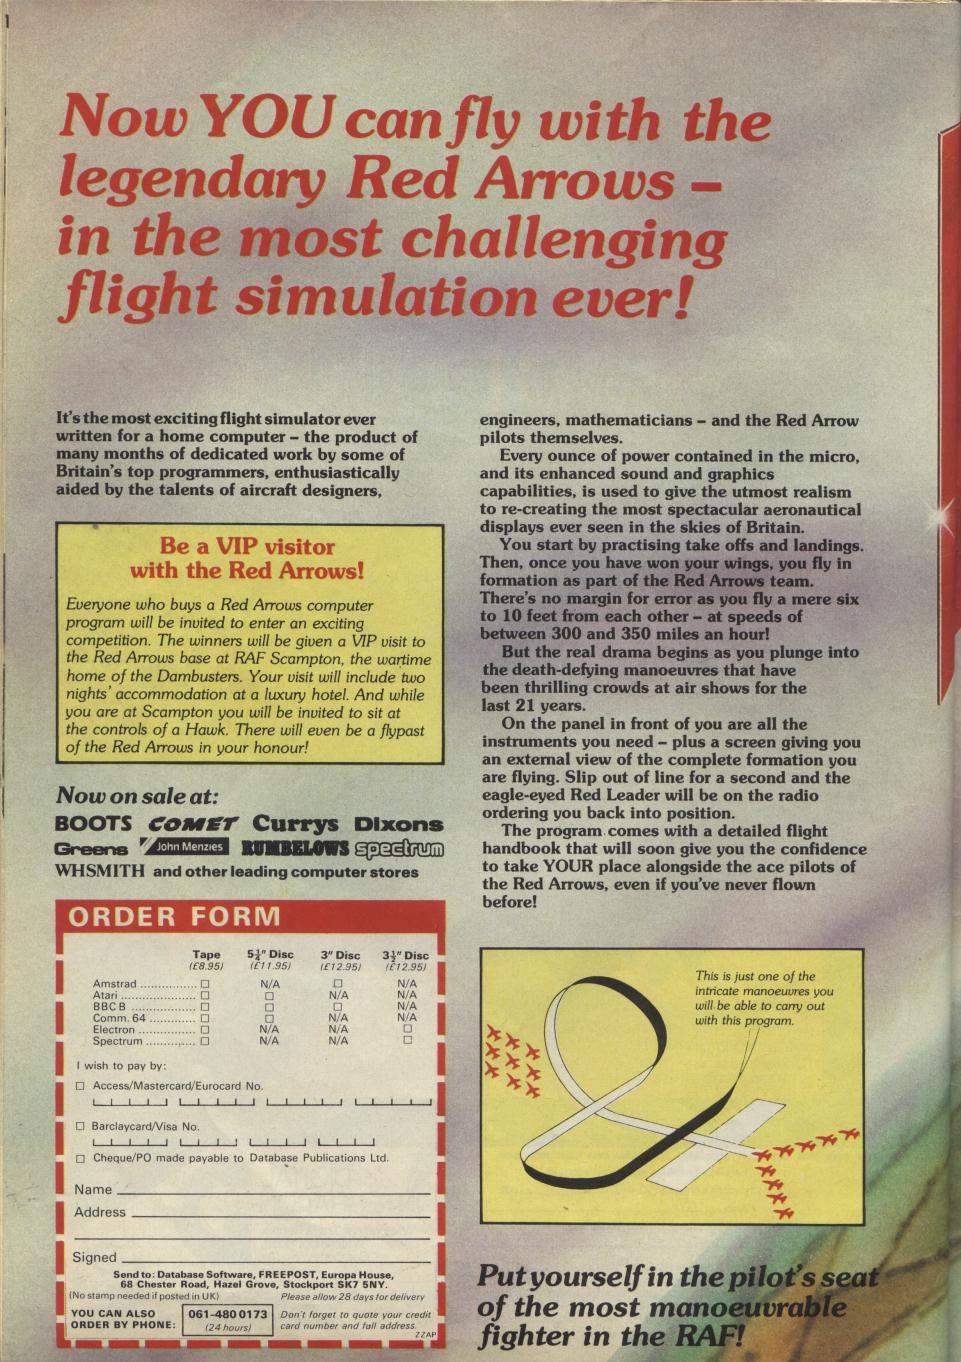 Now YOU can fly with the
legendary Red Arrows –
in the most challenging
flight simulation ever!
It's the most exciting flight simulator ever
written for a home computer – the product of
many months of dedicated work by some of
Britain's top programmers, enthusiastically
aided by the talents of aircraft designers,
Be a VIP visitor
with the Red Arrows!
Everyone who buys a Red Arrows computer
program will be invited to enter an exciting
competition. The winners will be given a VIP visit to
the Red Arrows base at RAF Scampton, the wartime
home of the Dambusters. Your visit will include two
nights' accommodation at a luxury hotel. And while
you are at Scampton you will be invited to sit at
the controls of a Hawk. There will even be a flypast
of the Red Arrows in your honour!
Now on sale at:
BOOTS COMET Currys Dixons
Greens John Menzies RUMBELOWS spectrum
WHSMITH and other leading computer stores
ORDER FORM
Tape 5¼" Disc 3" Disc 3½" Disc
(£8.95) (£11.95) (£12.95) (£12.95)
Amstrad ................ □ N/A □ N/A
Atari ...................... □ □ N/A N/A
BBC B ................... □ □ □ N/A
Comm. 64 ............. □ □ N/A N/A
Electron ................ □ N/A N/A □
Spectrum .............. □ N/A N/A □
I wish to pay by:
□ Access/Mastercard/Eurocard No.
□ Barclaycard/Visa No.
□ Cheque/PO made payable to Database Publications Ltd.
Name
Address
Signed
Send to: Database Software, FREEPOST, Europa House,
68 Chester Road, Hazel Grove, Stockport SK7 5NY.
(No stamp needed if posted in UK) Please allow 28 days for delivery
YOU CAN ALSO
ORDER BY PHONE:
061-480 0173
(24 hours)
Don't forget to quote your credit
card number and full address.
ZZAP
engineers, mathematicians – and the Red Arrow
pilots themselves.
Every ounce of power contained in the micro,
and its enhanced sound and graphics
capabilities, is used to give the utmost realism
to re-creating the most spectacular aeronautical
displays ever seen in the skies of Britain.
You start by practising take offs and landings.
Then, once you have won your wings, you fly in
formation as part of the Red Arrows team.
There's no margin for error as you fly a mere six
to 10 feet from each other – at speeds of
between 300 and 350 miles an hour!
But the real drama begins as you plunge into
the death-defying manoeuvres that have
been thrilling crowds at air shows for the
last 21 years.
On the panel in front of you are all the
instruments you need – plus a screen giving you
an external view of the complete formation you
are flying. Slip out of line for a second and the
eagle-eyed Red Leader will be on the radio
ordering you back into position.
The program comes with a detailed flight
handbook that will soon give you the confidence
to take YOUR place alongside the ace pilots of
the Red Arrows, even if you've never flown
before!
This is just one of the
intricate manoeuvres you
will be able to carry out
with this program.
Put yourself in the pilot's seat
of the most manoeuvrable
fighter in the RAF!